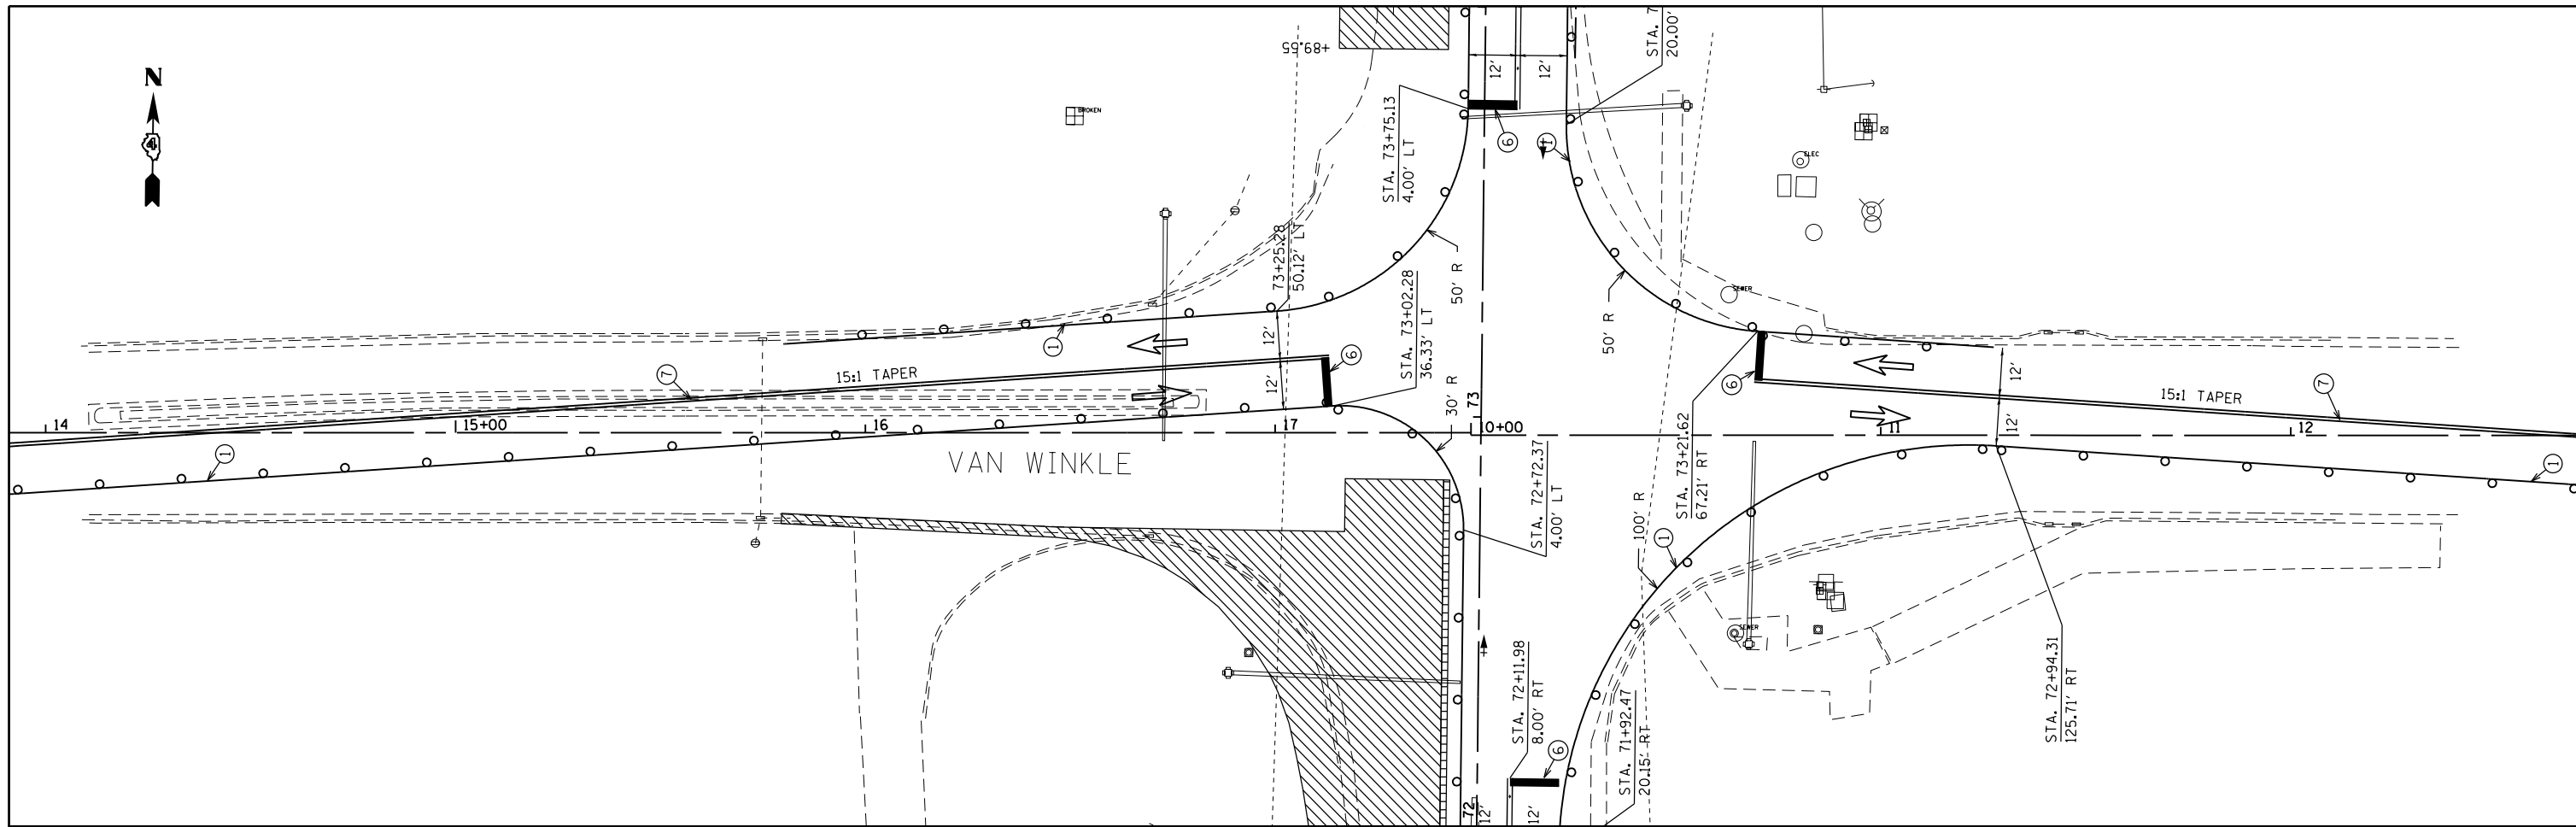 N
4
+89.55
BROKEN
STA. 73+75.13
4.00' LT
12'
12'
6
1
STA. 7
20.00'
ELEC
73+25.28
50.12' LT
50' R
STA. 73+02.28
36.33' LT
50' R
SEWER
1
12'
12'
6
7
15:1 TAPER
30' R
73
6
12'
12'
15:1 TAPER
7
14
15+00
16
17
10+00
11
12
1
VAN WINKLE
STA. 72+72.37
4.00' LT
STA. 73+21.62
67.21' RT
1
100' R
1
SEWER
STA. 72+11.98
8.00' RT
STA. 71+92.47
20.15' RT
STA. 72+94.31
125.71' RT
6
72
12'
12'